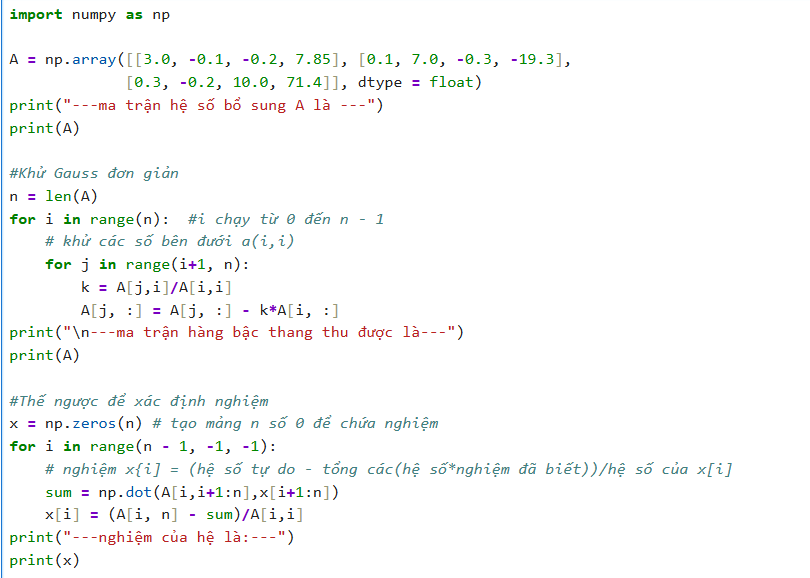 import numpy as np
A = np.array([[3.0, -0.1, -0.2, 7.85], [0.1, 7.0, -0.3, -19.3],
             [0.3, -0.2, 10.0, 71.4]], dtype = float)
print("---ma trận hệ số bổ sung A là ---")
print(A)
#Khử Gauss đơn giản
n = len(A)
for i in range(n):  #i chạy từ 0 đến n - 1
    # khử các số bên đưới a(i,i)
    for j in range(i+1, n):
        k = A[j,i]/A[i,i]
        A[j, :] = A[j, :] - k*A[i, :]
print("\n---ma trận hàng bậc thang thu được là---")
print(A)
#Thế ngược để xác định nghiệm
x = np.zeros(n) # tạo mảng n số 0 để chứa nghiệm
for i in range(n - 1, -1, -1):
    # nghiệm x{i] = (hệ số tự do - tổng các(hệ số*nghiệm đã biết))/hệ số của x[i]
    sum = np.dot(A[i,i+1:n],x[i+1:n])
    x[i] = (A[i, n] - sum)/A[i,i]
print("---nghiệm của hệ là:---")
print(x)